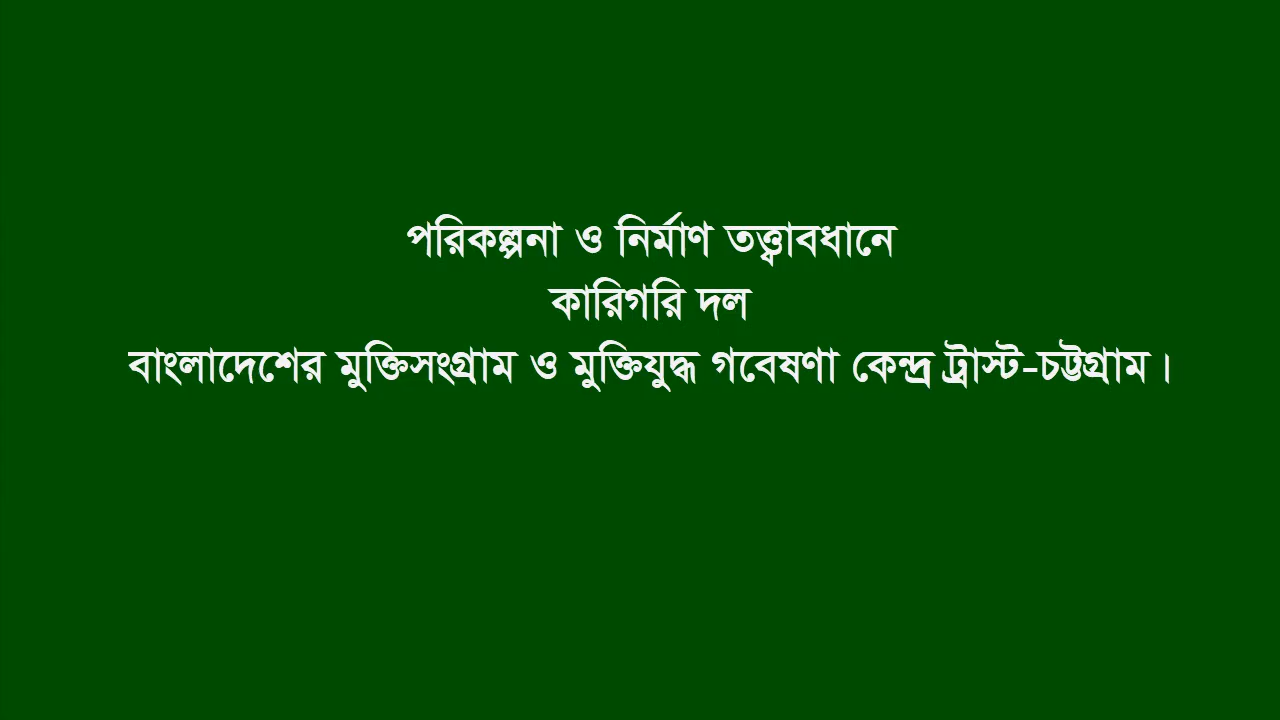 পরিকল্পনা ও নির্মাণ তত্ত্বাবধানে
কারিগরি দল
বাংলাদেশের মুক্তিসংগ্রাম ও মুক্তিযুদ্ধ গবেষণা কেন্দ্র ট্রাস্ট-চট্টগ্রাম।